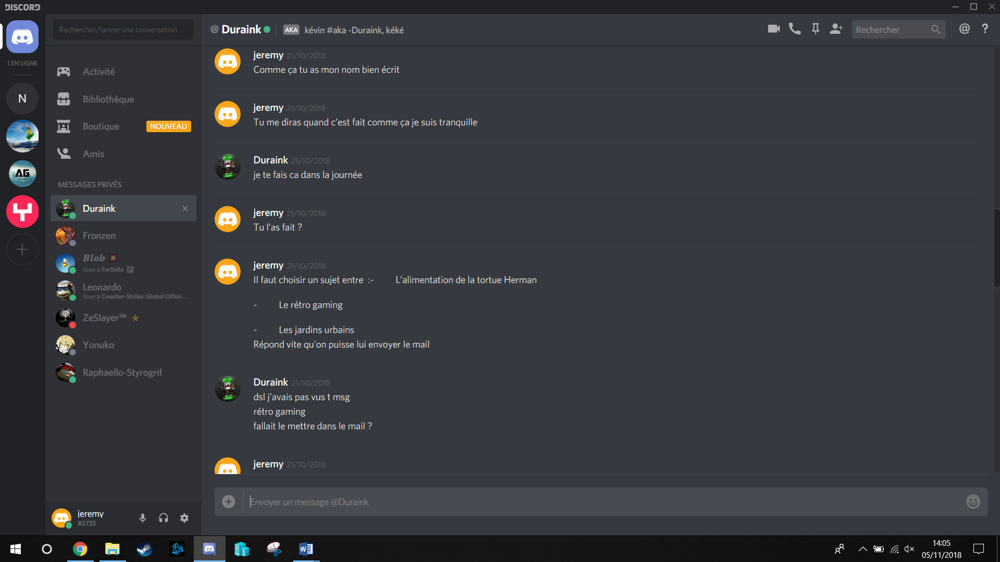 DISCORD
Rechercher/lancer une conversation
@ Duraink
AKA kévin #aka -Duraink, kéké
Rechercher
1 EN LIGNE
N
AG
Activité
Bibliothèque
Boutique NOUVEAU
Amis
MESSAGES PRIVÉS
Duraink
Fronzen
Blob 💥
Joue à Fortnite
Leonardo
Joue à Counter-Strike: Global Offen...
ZeSlayer™ ⭐
Yonuko
Raphaello-Styrogrif
jeremy
#2733
jeremy 21/10/2018
Comme ça tu as mon nom bien écrit
jeremy 21/10/2018
Tu me diras quand c’est fait comme ça je suis tranquille
Duraink 21/10/2018
je te fais ca dans la journée
jeremy 21/10/2018
Tu l’as fait ?
jeremy 21/10/2018
Il faut choisir un sujet entre :- L’alimentation de la tortue Herman
- Le rétro gaming
- Les jardins urbains
Répond vite qu'on puisse lui envoyer le mail
Duraink 21/10/2018
dsl j’avais pas vus t msg
rétro gaming
fallait le mettre dans le mail ?
jeremy 21/10/2018
Envoyer un message @Duraink
14:05
05/11/2018